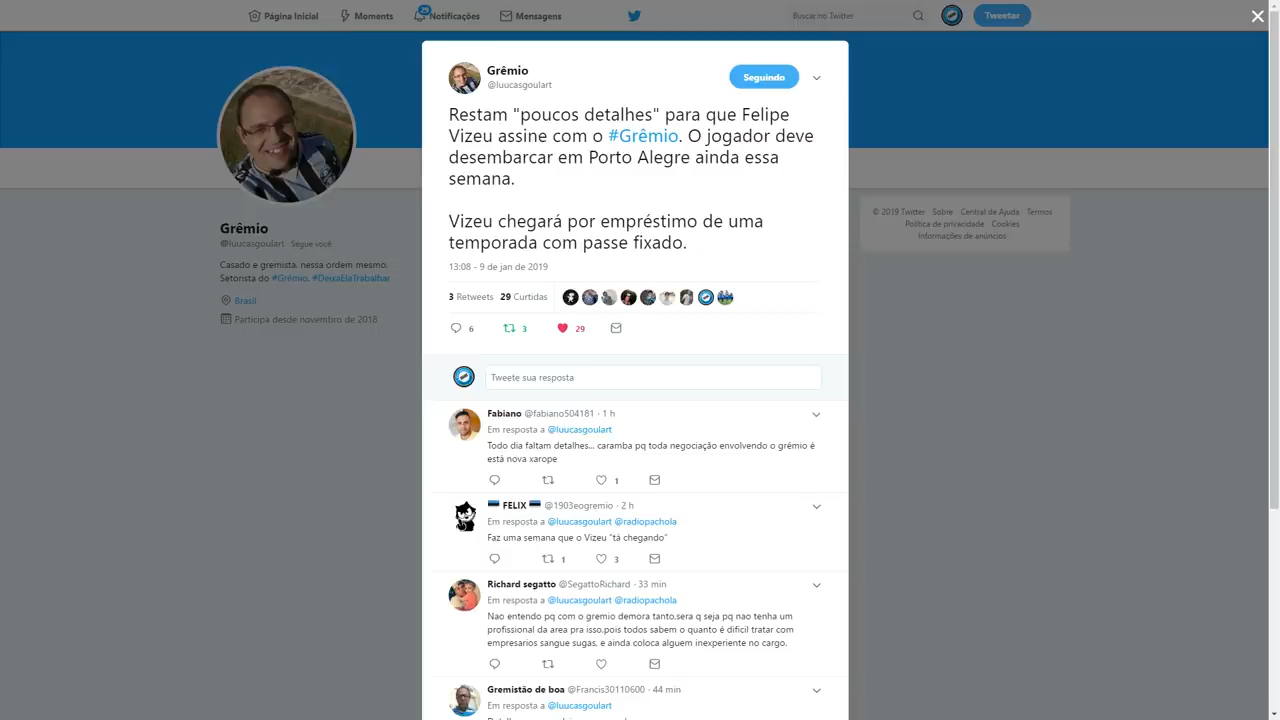 Página Inicial
Moments
29
Notificações
Mensagens
Buscar no Twitter
Tweetar
Grêmio
@luucasgoulart
Seguindo
Restam "poucos detalhes" para que Felipe
Vizeu assine com o #Grêmio. O jogador deve
desembarcar em Porto Alegre ainda essa
semana.
Vizeu chegará por empréstimo de uma
temporada com passe fixado.
13:08 - 9 de jan de 2019
3 Retweets 29 Curtidas
6 3 29
Tweete sua resposta
Fabiano @fabiano504181 · 1 h
Em resposta a @luucasgoulart
Todo dia faltam detalhes... caramba pq toda negociação envolvendo o grêmio é
está nova xarope
1
FELIX @1903eogremio · 2 h
Em resposta a @luucasgoulart @radiopachola
Faz uma semana que o Vizeu "tá chegando"
1 3
Richard segatto @SegattoRichard · 33 min
Em resposta a @luucasgoulart @radiopachola
Nao entendo pq com o gremio demora tanto,sera q seja pq nao tenha um
profissional da area pra isso,pois todos sabem o quanto é dificil tratar com
empresarios sangue sugas, e ainda coloca alguem inexperiente no cargo.
Gremistão de boa @Francis30110600 · 44 min
Em resposta a @luucasgoulart
Grêmio
@luucasgoulart Segue você
Casado e gremista, nessa ordem mesmo.
Setorista do #Grêmio. #DeixaElaTrabalhar
Brasil
Participa desde novembro de 2018
© 2019 Twitter Sobre Central de Ajuda Termos
Política de privacidade Cookies
Informações de anúncios